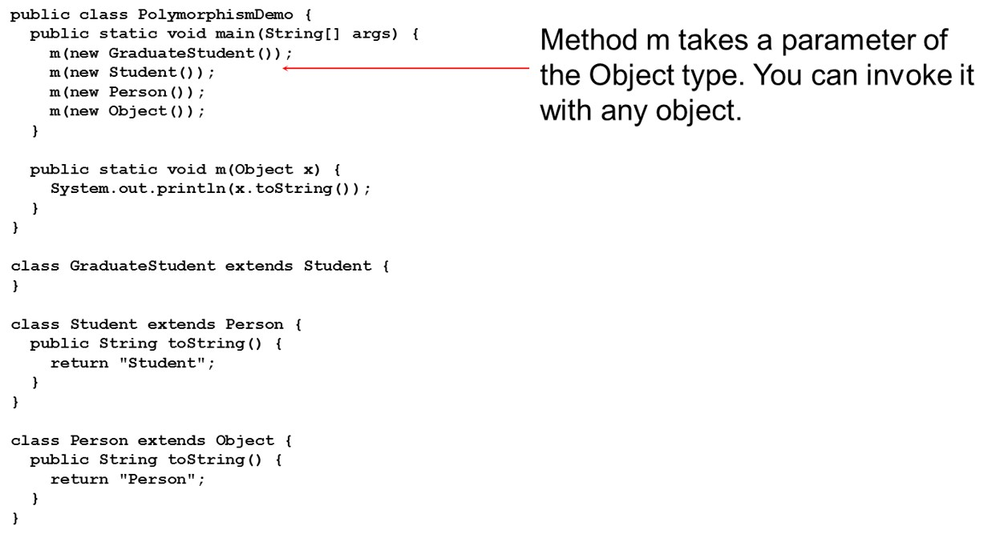 public class PolymorphismDemo {
  public static void main(String[] args) {
    m(new GraduateStudent());
    m(new Student());
    m(new Person());
    m(new Object());
  }

  public static void m(Object x) {
    System.out.println(x.toString());
  }
}

class GraduateStudent extends Student {
}

class Student extends Person {
  public String toString() {
    return "Student";
  }
}

class Person extends Object {
  public String toString() {
    return "Person";
  }
}
Method m takes a parameter of
the Object type. You can invoke it
with any object.